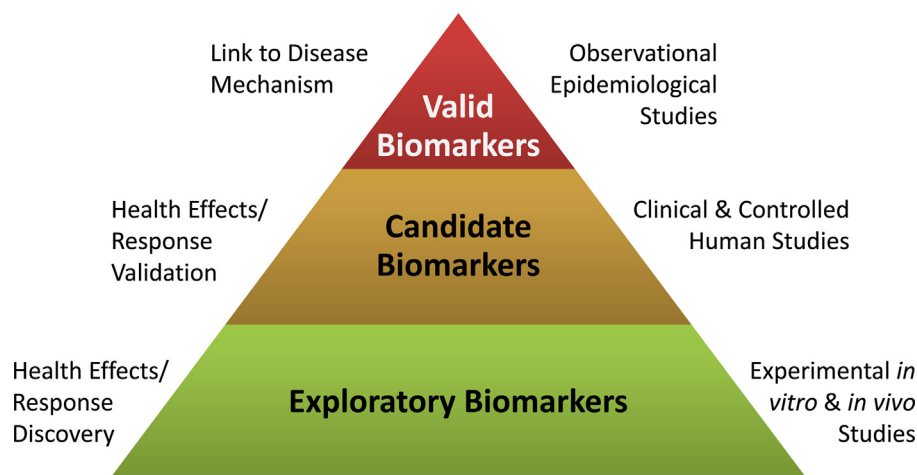 Link to Disease
Mechanism
Observational
Epidemiological
Studies
Valid
Biomarkers
Health Effects/
Response
Validation
Candidate
Biomarkers
Clinical & Controlled
Human Studies
Health Effects/
Response
Discovery
Exploratory Biomarkers
Experimental in
vitro & in vivo
Studies